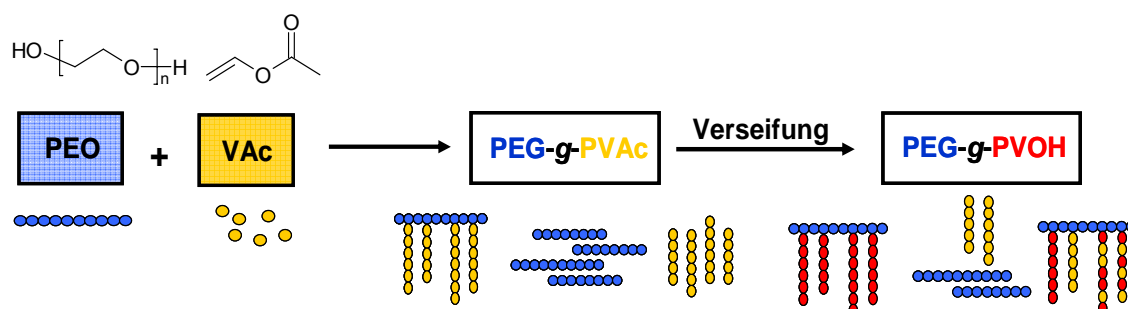 HO
O
H
n
O
O
PEO
+
VAc
PEG-g-PVAc
Verseifung
PEG-g-PVOH